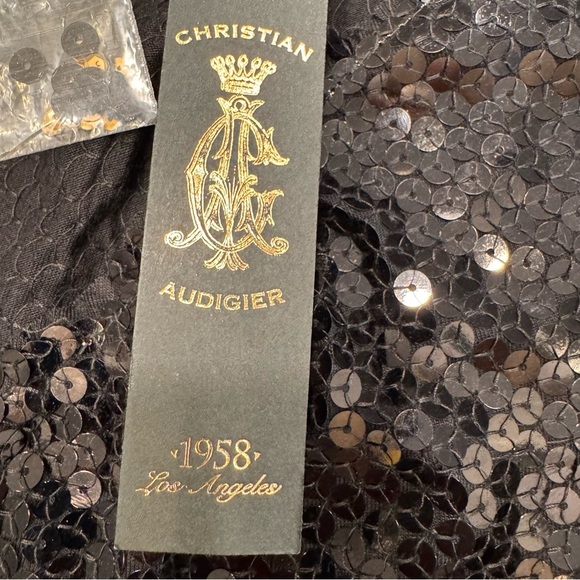 CHRISTIAN
AUDIGIER
·1958·
Los Angeles